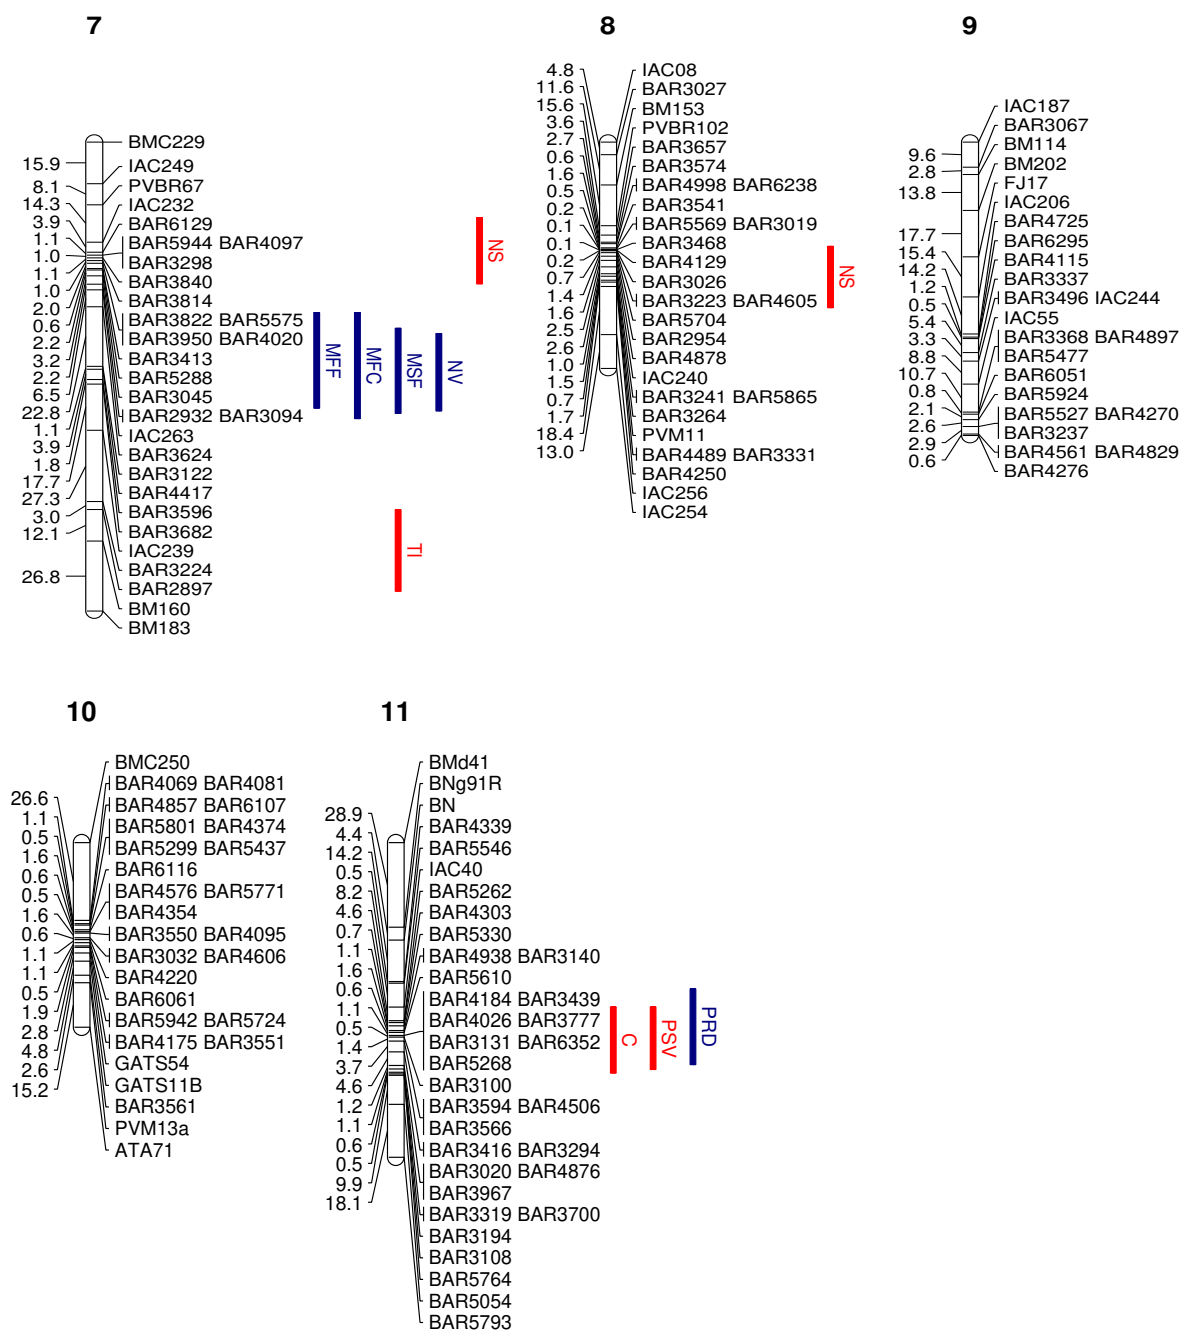 7
15.9
8.1
14.3
3.9
1.1
1.0
1.1
1.0
2.0
0.6
2.2
3.2
2.2
6.5
22.8
1.1
3.9
1.8
17.7
27.3
3.0
12.1
26.8
BMC229
IAC249
PVBR67
IAC232
BAR6129
BAR5944 BAR4097
BAR3298
BAR3840
BAR3814
BAR3822 BAR5575
BAR3950 BAR4020
BAR3413
BAR5288
BAR3045
BAR2932 BAR3094
IAC263
BAR3624
BAR3122
BAR4417
BAR3596
BAR3682
IAC239
BAR3224
BAR2897
BM160
BM183
MFF
MFC
MSF
NV
NS
TI
8
4.8
11.6
15.6
3.6
2.7
0.6
1.6
0.5
0.2
0.1
0.1
0.2
0.7
1.4
1.6
2.5
2.6
1.0
1.5
0.7
1.7
18.4
13.0
IAC08
BAR3027
BM153
PVBR102
BAR3657
BAR3574
BAR4998 BAR6238
BAR3541
BAR5569 BAR3019
BAR3468
BAR4129
BAR3026
BAR3223 BAR4605
BAR5704
BAR2954
BAR4878
IAC240
BAR3241 BAR5865
BAR3264
PVM11
BAR4489 BAR3331
BAR4250
IAC256
IAC254
NS
9
9.6
2.8
13.8
17.7
15.4
14.2
1.2
0.5
5.4
3.3
8.8
10.7
0.8
2.1
2.6
2.9
0.6
IAC187
BAR3067
BM114
BM202
FJ17
IAC206
BAR4725
BAR6295
BAR4115
BAR3337
BAR3496 IAC244
IAC55
BAR3368 BAR4897
BAR5477
BAR6051
BAR5924
BAR5527 BAR4270
BAR3237
BAR4561 BAR4829
BAR4276
10
26.6
1.1
0.5
1.6
0.6
0.5
1.6
0.6
1.1
1.1
0.5
1.9
2.8
4.8
2.6
15.2
BMC250
BAR4069 BAR4081
BAR4857 BAR6107
BAR5801 BAR4374
BAR5299 BAR5437
BAR6116
BAR4576 BAR5771
BAR4354
BAR3550 BAR4095
BAR3032 BAR4606
BAR4220
BAR6061
BAR5942 BAR5724
BAR4175 BAR3551
GATS54
GATS11B
BAR3561
PVM13a
ATA71
11
28.9
4.4
14.2
0.5
8.2
4.6
0.7
1.1
1.6
0.6
1.1
0.5
1.4
3.7
4.6
1.2
1.1
0.6
0.5
9.9
18.1
BMd41
BNg91R
BN
BAR4339
BAR5546
IAC40
BAR5262
BAR4303
BAR5330
BAR4938 BAR3140
BAR5610
BAR4184 BAR3439
BAR4026 BAR3777
BAR3131 BAR6352
BAR5268
BAR3100
BAR3594 BAR4506
BAR3566
BAR3416 BAR3294
BAR3020 BAR4876
BAR3967
BAR3319 BAR3700
BAR3194
BAR3108
BAR5764
BAR5054
BAR5793
C
PSV
PRD